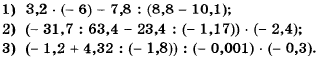 1) 3,2 · (– 6) – 7,8 : (8,8 – 10,1);
2) (– 31,7 : 63,4 – 23,4 : (– 1,17)) · (– 2,4);
3) (– 1,2 + 4,32 : (– 1,8)) : (– 0,001) · (– 0,3).